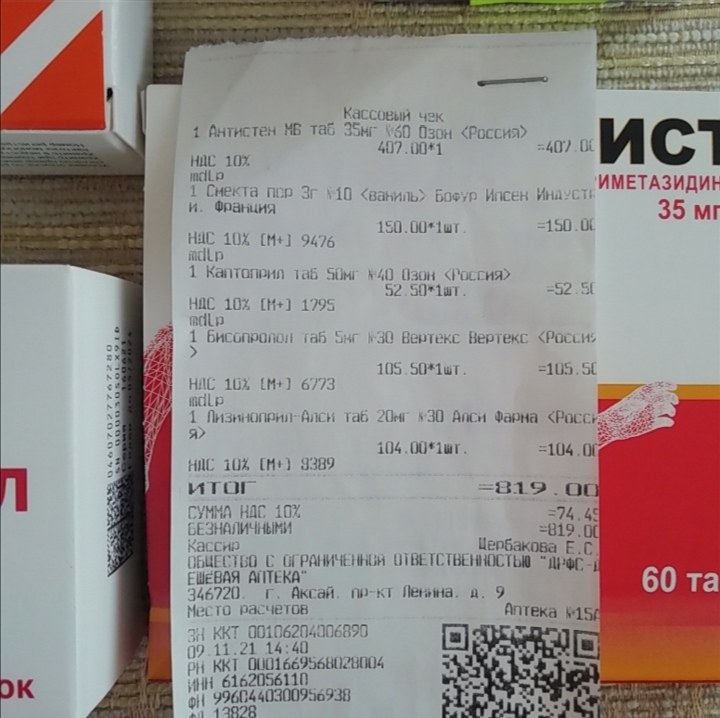 Кассовый чек
1 Антистен МБ таб 35мг №60 Озон <Россия>
407.00*1 =407.00
НДС 10%
mdlp
1 Смекта пор 3г №10 <ваниль> Бофур Ипсен Индустр
и. Франция
150.00*1шт. =150.00
НДС 10% [M+] 9476
mdlp
1 Каптоприл таб 50мг №40 Озон <Россия>
52.50*1шт. =52.50
НДС 10% [M+] 1795
mdlp
1 Бисопролол таб 5мг №30 Вертекс Вертекс <Россия
>
105.50*1шт. =105.5
НДС 10% [M+] 6773
mdlp
1 Лизиноприл-Алси таб 20мг №30 Алси Фарма <Росси
я>
104.00*1шт. =104.0
НДС 10% [M+] 8389
ИТОГ =819.00
СУММА НДС 10% =74.45
БЕЗНАЛИЧНЫМИ =819.00
Кассир Щербакова Е.С.
ОБЩЕСТВО С ОГРАНИЧЕННОЙ ОТВЕТСТВЕННОСТЬЮ "ДРФС-Д
ЕШЕВАЯ АПТЕКА"
346720. г. Аксай. пр-кт Ленина. д. 9
Место расчетов Аптека №15А
ЗН ККТ 00106204006890
09.11.21 14:40
РН ККТ 0001669568028004
ИНН 6162056110
ФН 9960440300956938
13828
ИСТ
РИМЕТАЗИДИН
35 мг
60 та
Л
ок
04607027767280